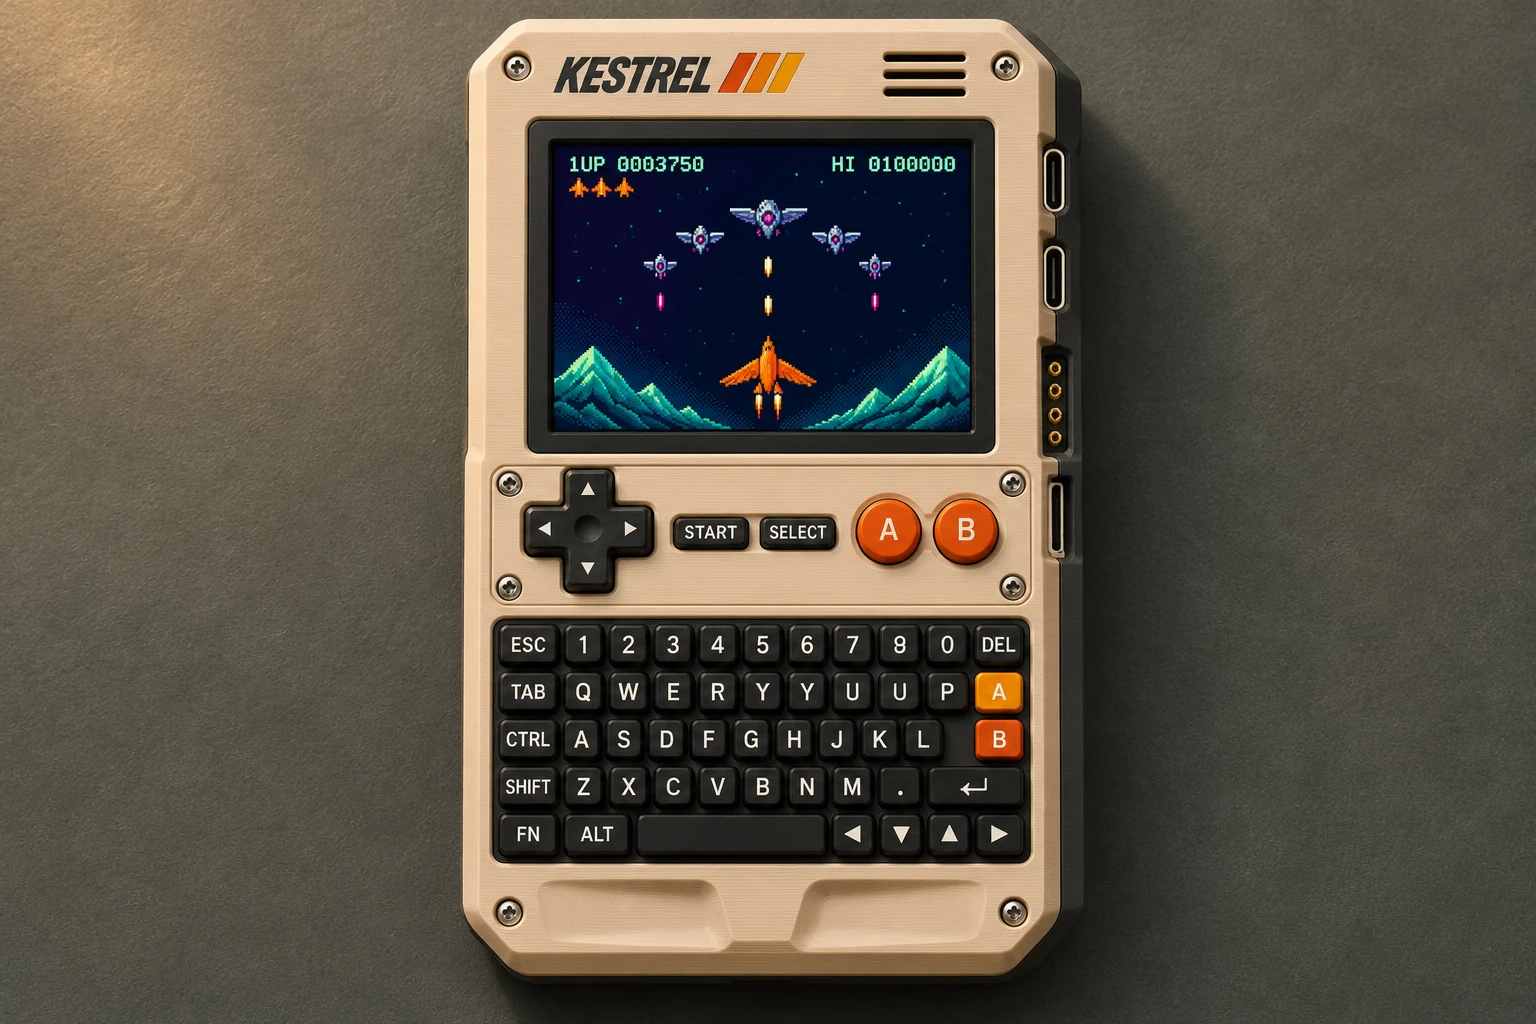 KESTREL
1UP 0003750 HI 0100000
START SELECT A B
ESC 1 2 3 4 5 6 7 8 9 0 DEL
TAB Q W E R Y Y U U P A
CTRL A S D F G H J K L B
SHIFT Z X C V B N M .
FN ALT